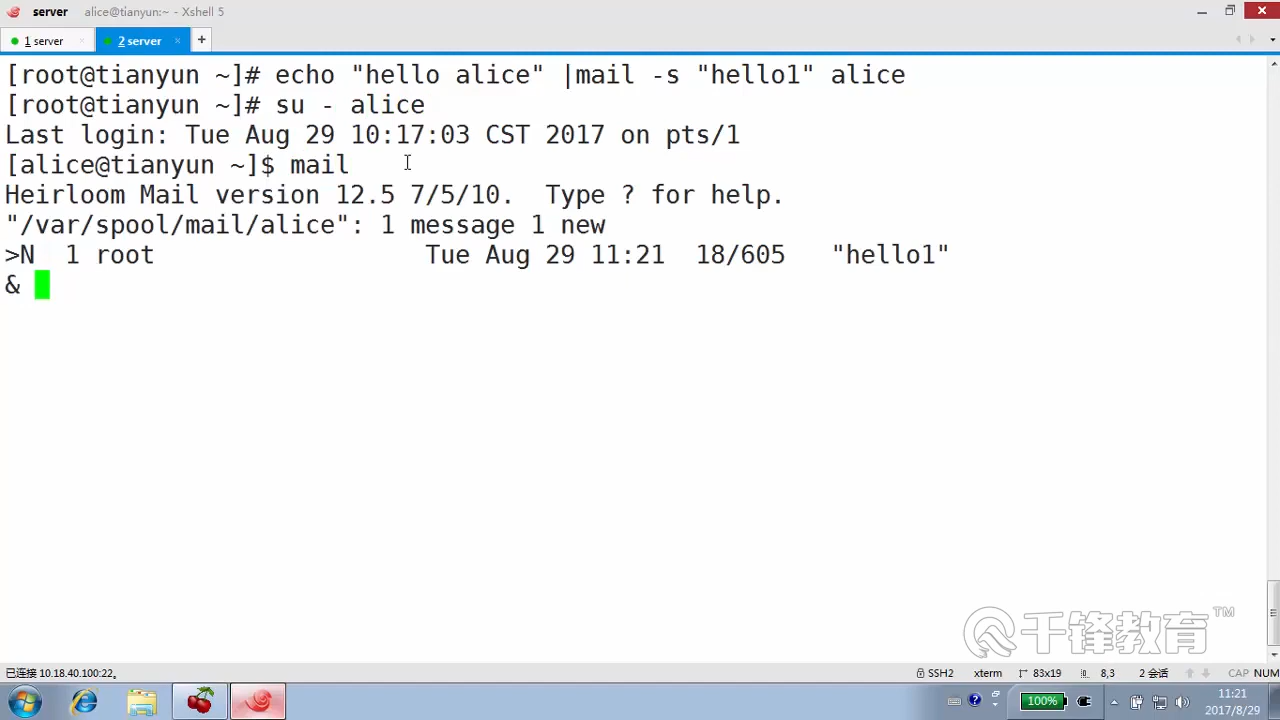 server alice@tianyun:~ - Xshell 5
1 server × 2 server × +
[root@tianyun ~]# echo "hello alice" |mail -s "hello1" alice
[root@tianyun ~]# su - alice
Last login: Tue Aug 29 10:17:03 CST 2017 on pts/1
[alice@tianyun ~]$ mail
Heirloom Mail version 12.5 7/5/10.  Type ? for help.
"/var/spool/mail/alice": 1 message 1 new
>N  1 root                  Tue Aug 29 11:21  18/605   "hello1"
&
千锋教育™
已连接 10.18.40.100:22。 SSH2 xterm 83x19 8,3 2 会话 CAP NUM
100% 11:21
2017/8/29